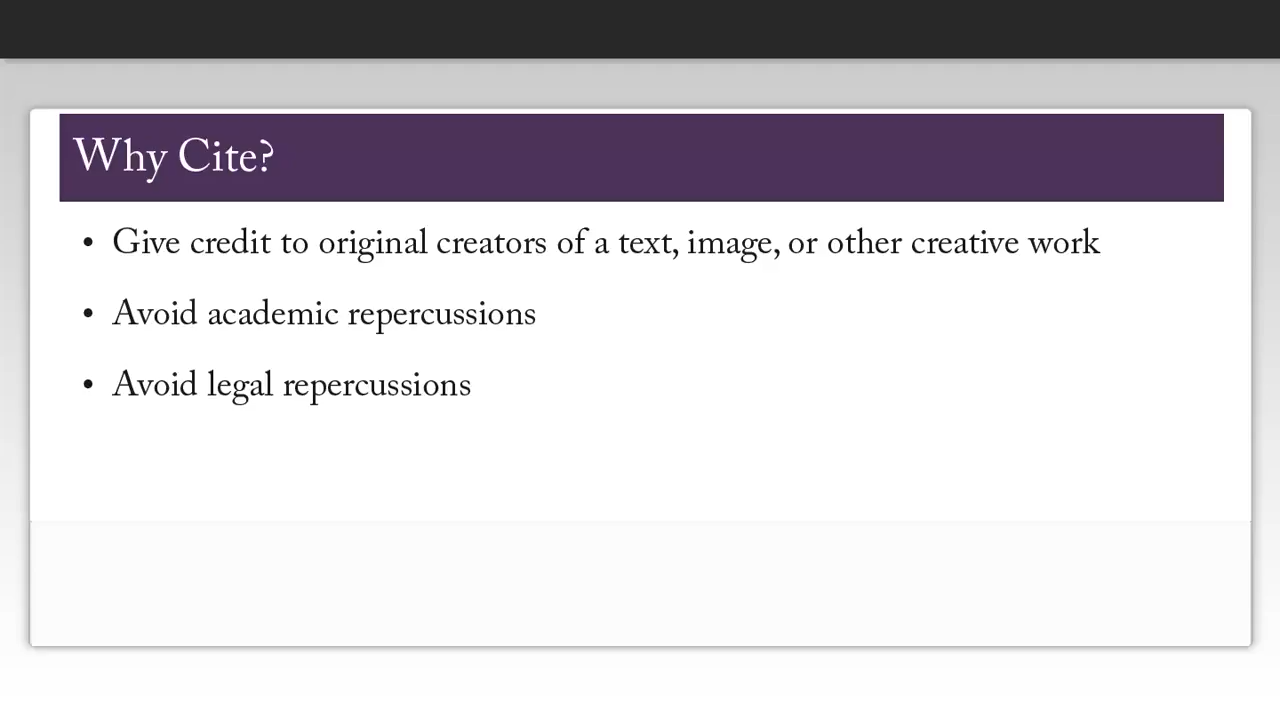 Why Cite?
• Give credit to original creators of a text, image, or other creative work
• Avoid academic repercussions
• Avoid legal repercussions